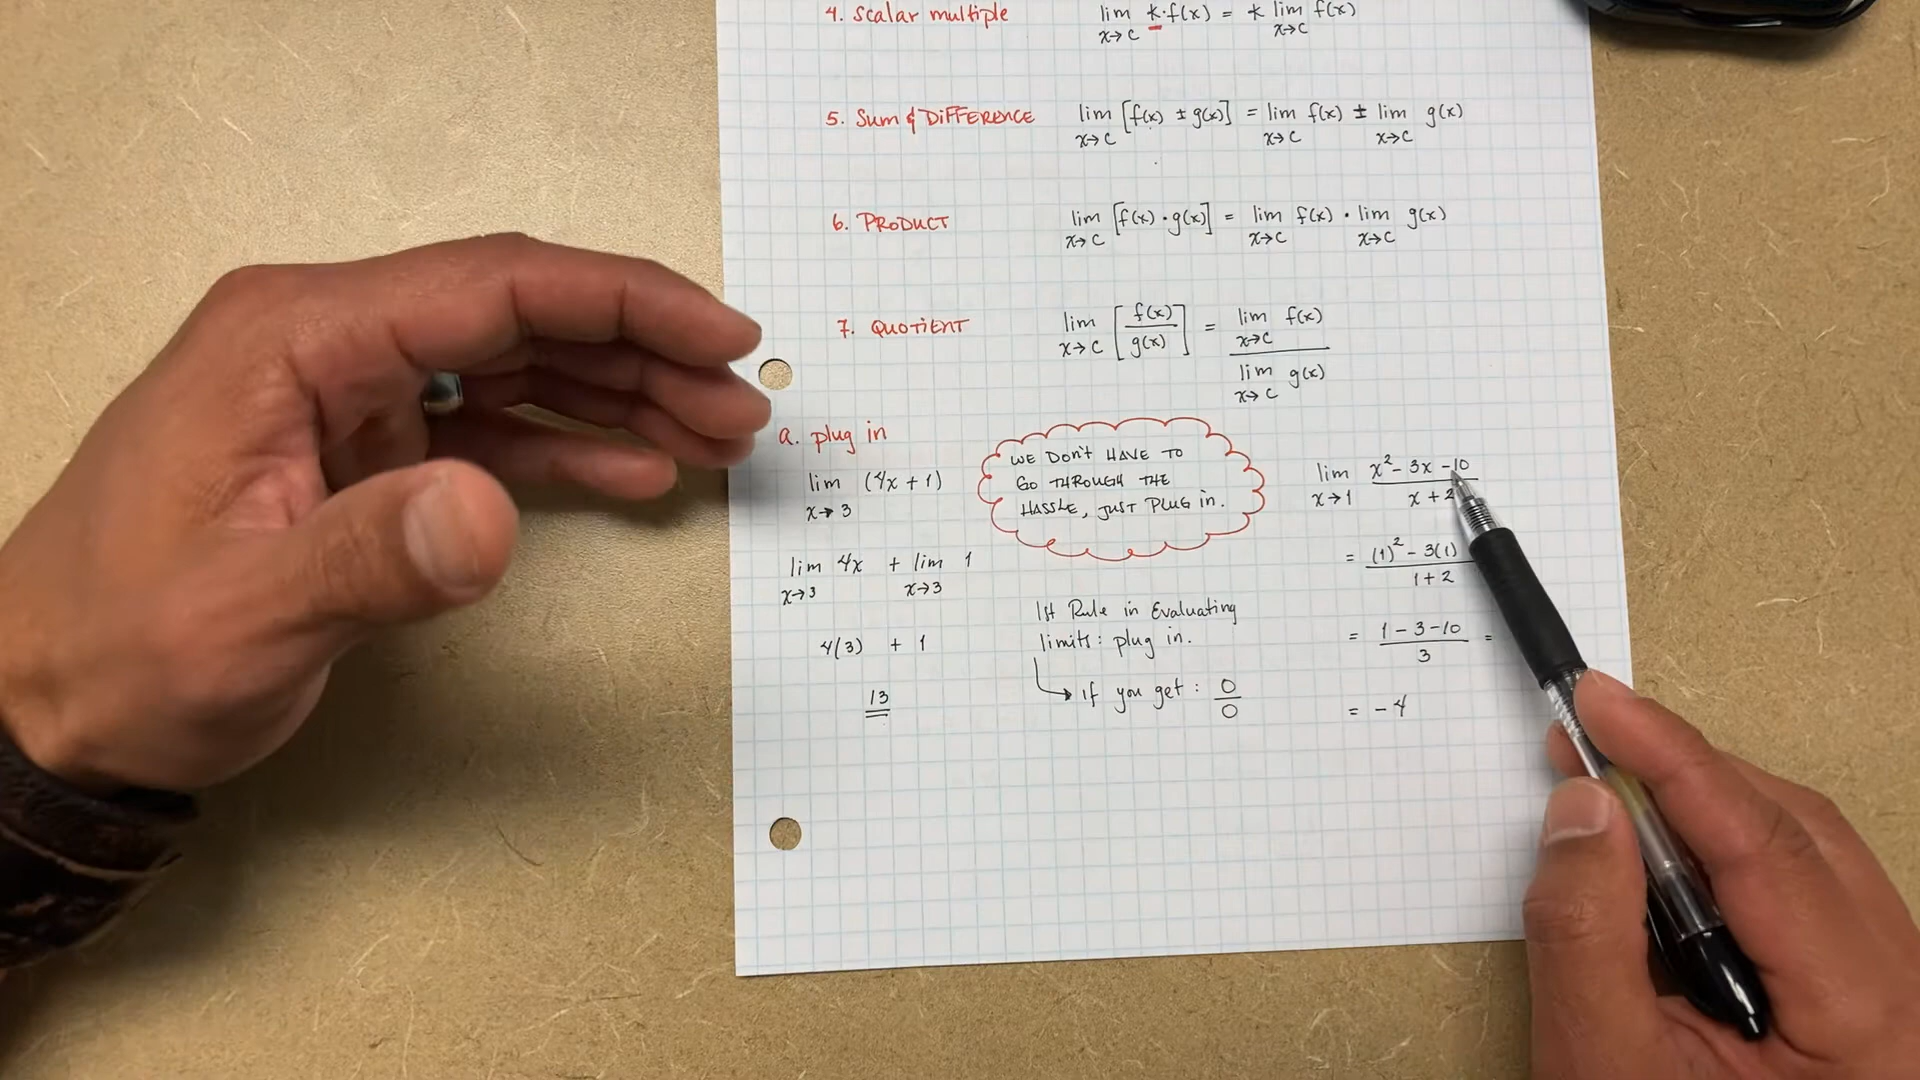 4. Scalar multiple lim x→c k·f(x) = k lim x→c f(x)
5. SUM & DIFFERENCE lim x→c [f(x) ± g(x)] = lim x→c f(x) ± lim x→c g(x)
6. PRODUCT lim x→c [f(x)·g(x)] = lim x→c f(x) · lim x→c g(x)
7. QUOTIENT lim x→c [f(x)/g(x)] = lim x→c f(x) / lim x→c g(x)
a. plug in
lim x→3 (4x + 1)
lim x→3 4x + lim x→3 1
4(3) + 1
13
WE DON'T HAVE TO
GO THROUGH THE
HASSLE, JUST PLUG in.
1st Rule in Evaluating
limits: plug in.
→ if you get: 0/0
lim x→1 x² - 3x - 10 / x + 2
= (1)² - 3(1) / 1 + 2
= 1 - 3 - 10 / 3 =
= -4